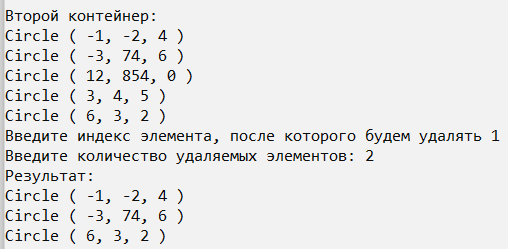 Второй контейнер:
Circle ( -1, -2, 4 )
Circle ( -3, 74, 6 )
Circle ( 12, 854, 0 )
Circle ( 3, 4, 5 )
Circle ( 6, 3, 2 )
Введите индекс элемента, после которого будем удалять 1
Введите количество удаляемых элементов: 2
Результат:
Circle ( -1, -2, 4 )
Circle ( -3, 74, 6 )
Circle ( 6, 3, 2 )